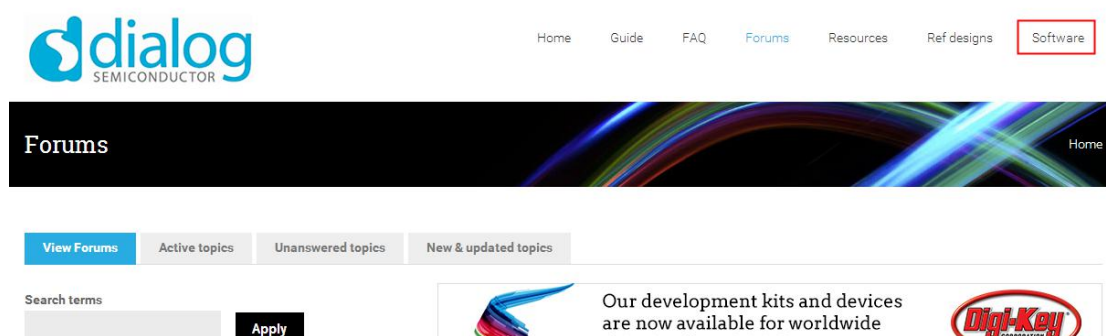 dialog
SEMICONDUCTOR
Home Guide FAQ Forums Resources Ref designs Software
Forums
Home
View Forums Active topics Unanswered topics New & updated topics
Search terms
Apply
Our development kits and devices
are now available for worldwide
Digi-Key
CORPORATION